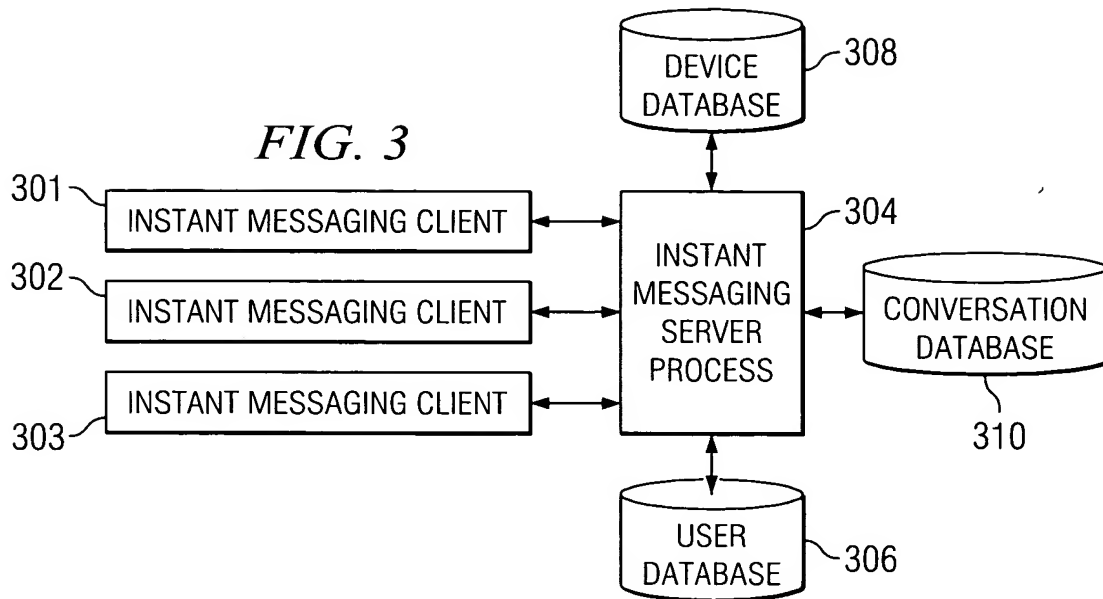 DEVICE
DATABASE
308
FIG. 3
301
INSTANT MESSAGING CLIENT
302
INSTANT MESSAGING CLIENT
303
INSTANT MESSAGING CLIENT
INSTANT
MESSAGING
SERVER
PROCESS
304
CONVERSATION
DATABASE
310
USER
DATABASE
306